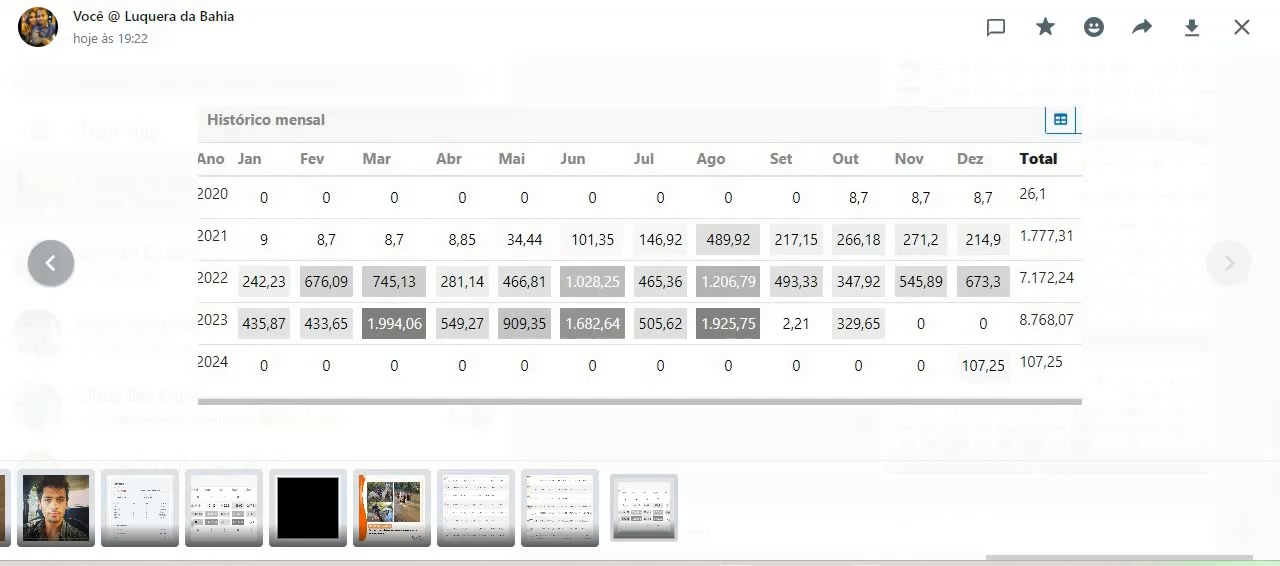 Você @ Luquera da Bahia
hoje às 19:22
Histórico mensal
Ano Jan Fev Mar Abr Mai Jun Jul Ago Set Out Nov Dez Total
2020 0 0 0 0 0 0 0 0 0 8,7 8,7 8,7 26,1
2021 9 8,7 8,7 8,85 34,44 101,35 146,92 489,92 217,15 266,18 271,2 214,9 1.777,31
2022 242,23 676,09 745,13 281,14 466,81 1.028,25 465,36 1.206,79 493,33 347,92 545,89 673,3 7.172,24
2023 435,87 433,65 1.994,06 549,27 909,35 1.682,64 505,62 1.925,75 2,21 329,65 0 0 8.768,07
2024 0 0 0 0 0 0 0 0 0 0 0 107,25 107,25